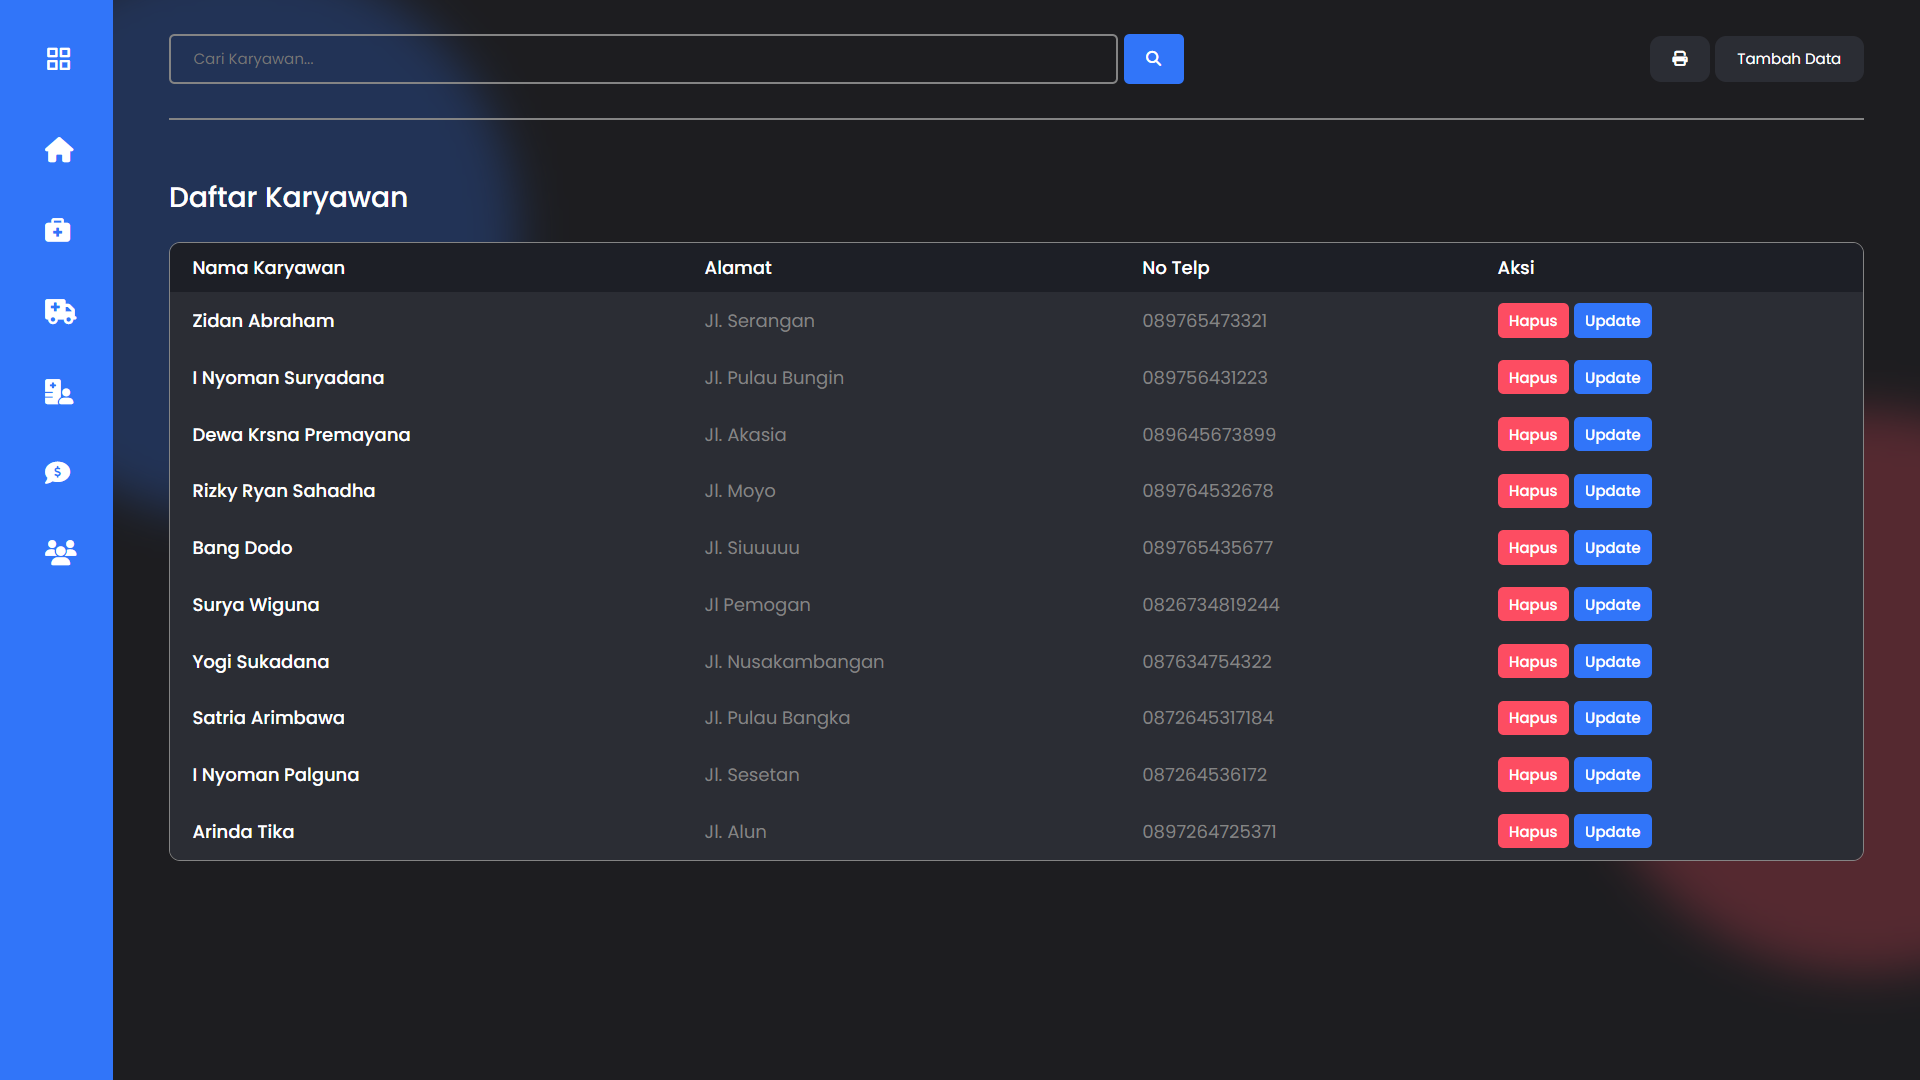 Cari Karyawan...
Tambah Data
Daftar Karyawan
Nama Karyawan Alamat No Telp Aksi
Zidan Abraham Jl. Serangan 089765473321 Hapus Update
I Nyoman Suryadana Jl. Pulau Bungin 089756431223 Hapus Update
Dewa Krsna Premayana Jl. Akasia 089645673899 Hapus Update
Rizky Ryan Sahadha Jl. Moyo 089764532678 Hapus Update
Bang Dodo Jl. Siuuuuu 089765435677 Hapus Update
Surya Wiguna Jl Pemogan 0826734819244 Hapus Update
Yogi Sukadana Jl. Nusakambangan 087634754322 Hapus Update
Satria Arimbawa Jl. Pulau Bangka 0872645317184 Hapus Update
I Nyoman Palguna Jl. Sesetan 087264536172 Hapus Update
Arinda Tika Jl. Alun 0897264725371 Hapus Update